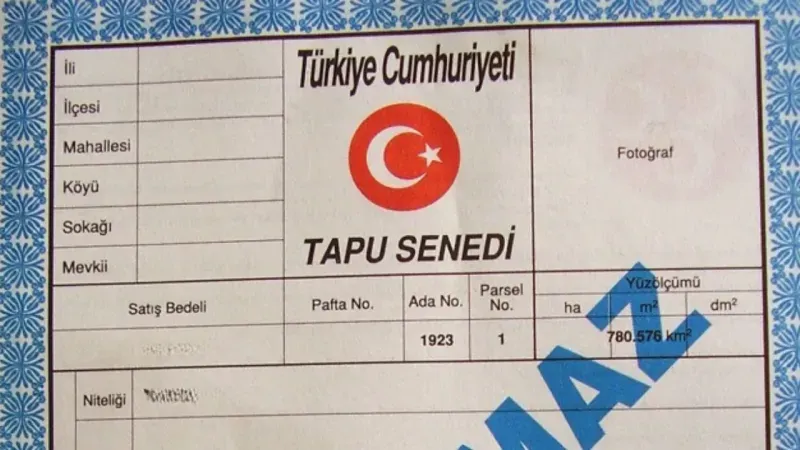 Türkiye Cumhuriyeti
İli
İlçesi
Mahallesi
Köyü
Sokağı
Mevkii
Fotoğraf
TAPU SENEDİ
Satış Bedeli
Pafta No.
Ada No.
Parsel
No.
Yüzölçümü
ha
m²
dm²
1923
1
780.576 km²
Niteliği
MAZ